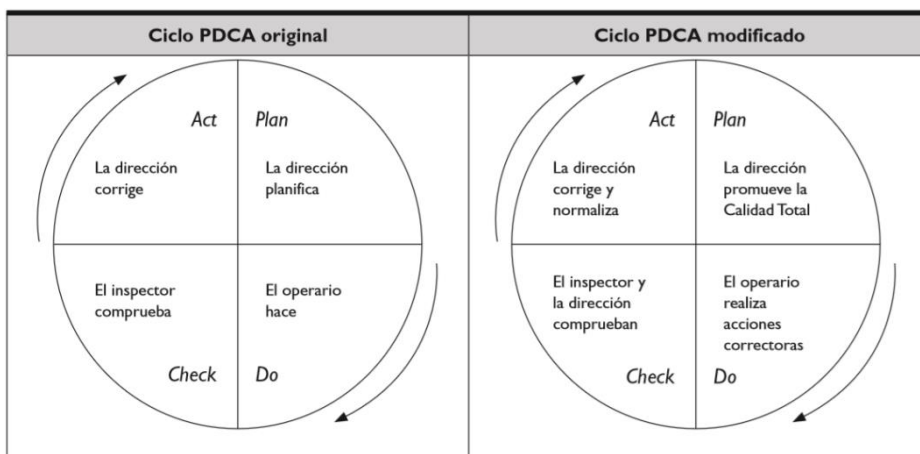 Ciclo PDCA original
Act
Plan
La dirección
corrige
La dirección
planifica
El inspector
comprueba
El operario
hace
Check
Do
Ciclo PDCA modificado
Act
Plan
La dirección
corrige y
normaliza
La dirección
promueve la
Calidad Total
El inspector y
la dirección
comprueban
El operario
realiza
acciones
correctoras
Check
Do